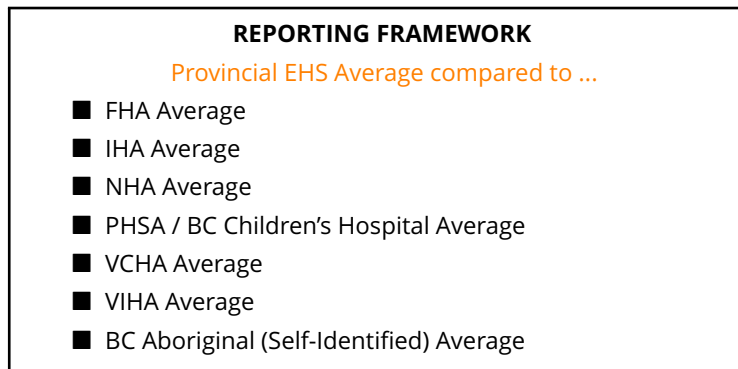 REPORTING FRAMEWORK
Provincial EHS Average compared to ...
■ FHA Average
■ IHA Average
■ NHA Average
■ PHSA / BC Children’s Hospital Average
■ VCHA Average
■ VIHA Average
■ BC Aboriginal (Self-Identified) Average